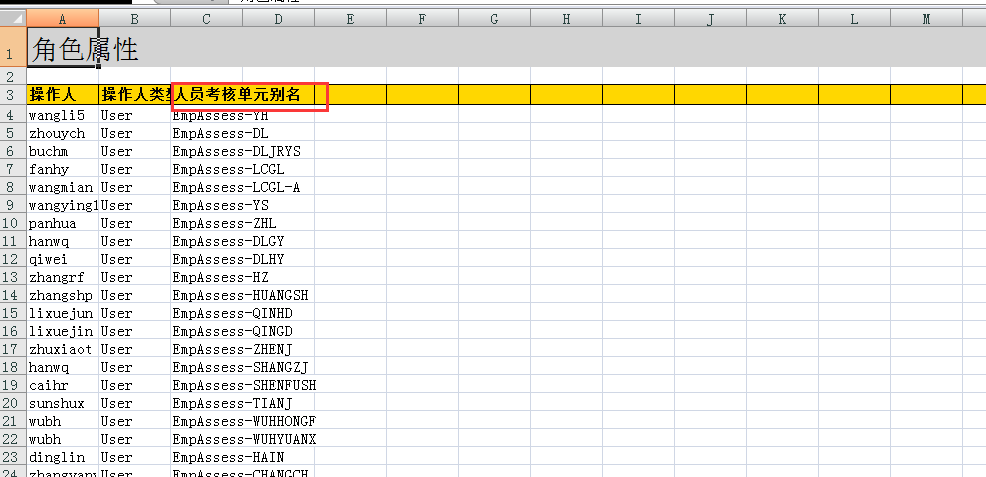 A B C D E F G H I J K L M
1 角色属性
2
3 操作人 操作人类型 人员考核单元别名
4 wangli5 User EmpAssess-YH
5 zhouych User EmpAssess-DL
6 buchm User EmpAssess-DLJRYS
7 fanhy User EmpAssess-LCGL
8 wangmian User EmpAssess-LCGL-A
9 wangying1 User EmpAssess-YS
10 panhua User EmpAssess-ZHL
11 hanwq User EmpAssess-DLGY
12 qiwei User EmpAssess-DLHY
13 zhangrf User EmpAssess-HZ
14 zhangshp User EmpAssess-HUANGSH
15 lixuejun User EmpAssess-QINHD
16 lixuejin User EmpAssess-QINGD
17 zhuxiaot User EmpAssess-ZHENJ
18 hanwq User EmpAssess-SHANGZJ
19 caihr User EmpAssess-SHENFUSH
20 sunshux User EmpAssess-TIANJ
21 wubh User EmpAssess-WUHHONGF
22 wubh User EmpAssess-WUHYUANX
23 dinglin User EmpAssess-HAIN
24 User EmpAssess-CHANGCH